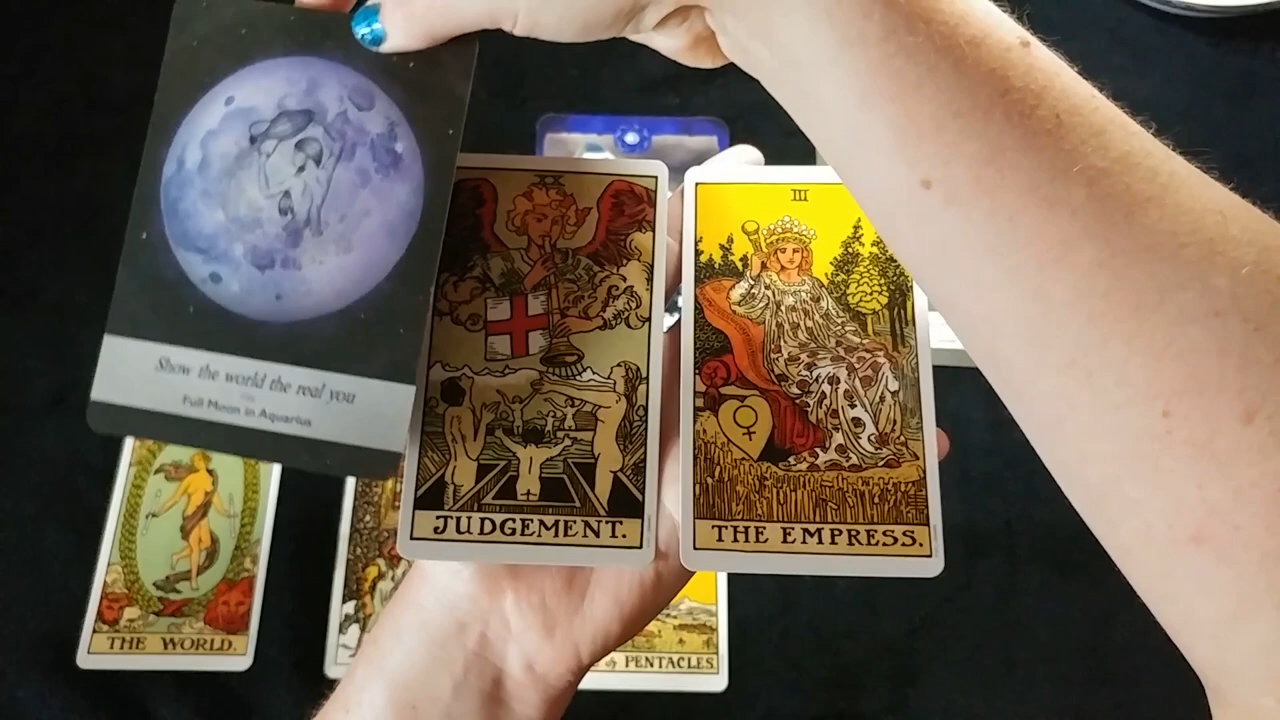 Show the world the real you
Full Moon in Aquarius
XX
JUDGEMENT.
III
THE EMPRESS.
THE WORLD.
PENTACLES.